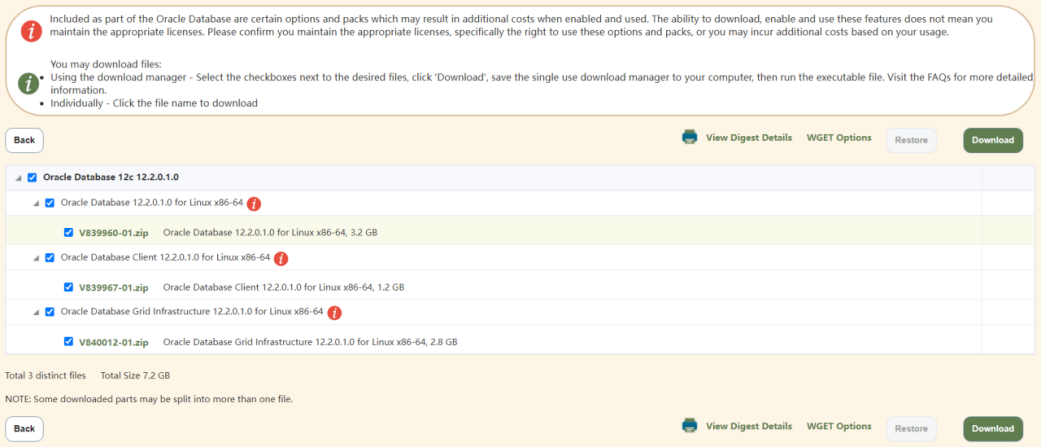 Included as part of the Oracle Database are certain options and packs which may result in additional costs when enabled and used. The ability to download, enable and use these features does not mean you
maintain the appropriate licenses. Please confirm you maintain the appropriate licenses, specifically the right to use these options and packs, or you may incur additional costs based on your usage.
You may download files:
• Using the download manager - Select the checkboxes next to the desired files, click 'Download', save the single use download manager to your computer, then run the executable file. Visit the FAQs for more detailed
information.
• Individually - Click the file name to download
Back View Digest Details WGET Options Restore Download
Oracle Database 12c 12.2.0.1.0
Oracle Database 12.2.0.1.0 for Linux x86-64
V839960-01.zip Oracle Database 12.2.0.1.0 for Linux x86-64, 3.2 GB
Oracle Database Client 12.2.0.1.0 for Linux x86-64
V839967-01.zip Oracle Database Client 12.2.0.1.0 for Linux x86-64, 1.2 GB
Oracle Database Grid Infrastructure 12.2.0.1.0 for Linux x86-64
V840012-01.zip Oracle Database Grid Infrastructure 12.2.0.1.0 for Linux x86-64, 2.8 GB
Total 3 distinct files Total Size 7.2 GB
NOTE: Some downloaded parts may be split into more than one file.
Back View Digest Details WGET Options Restore Download